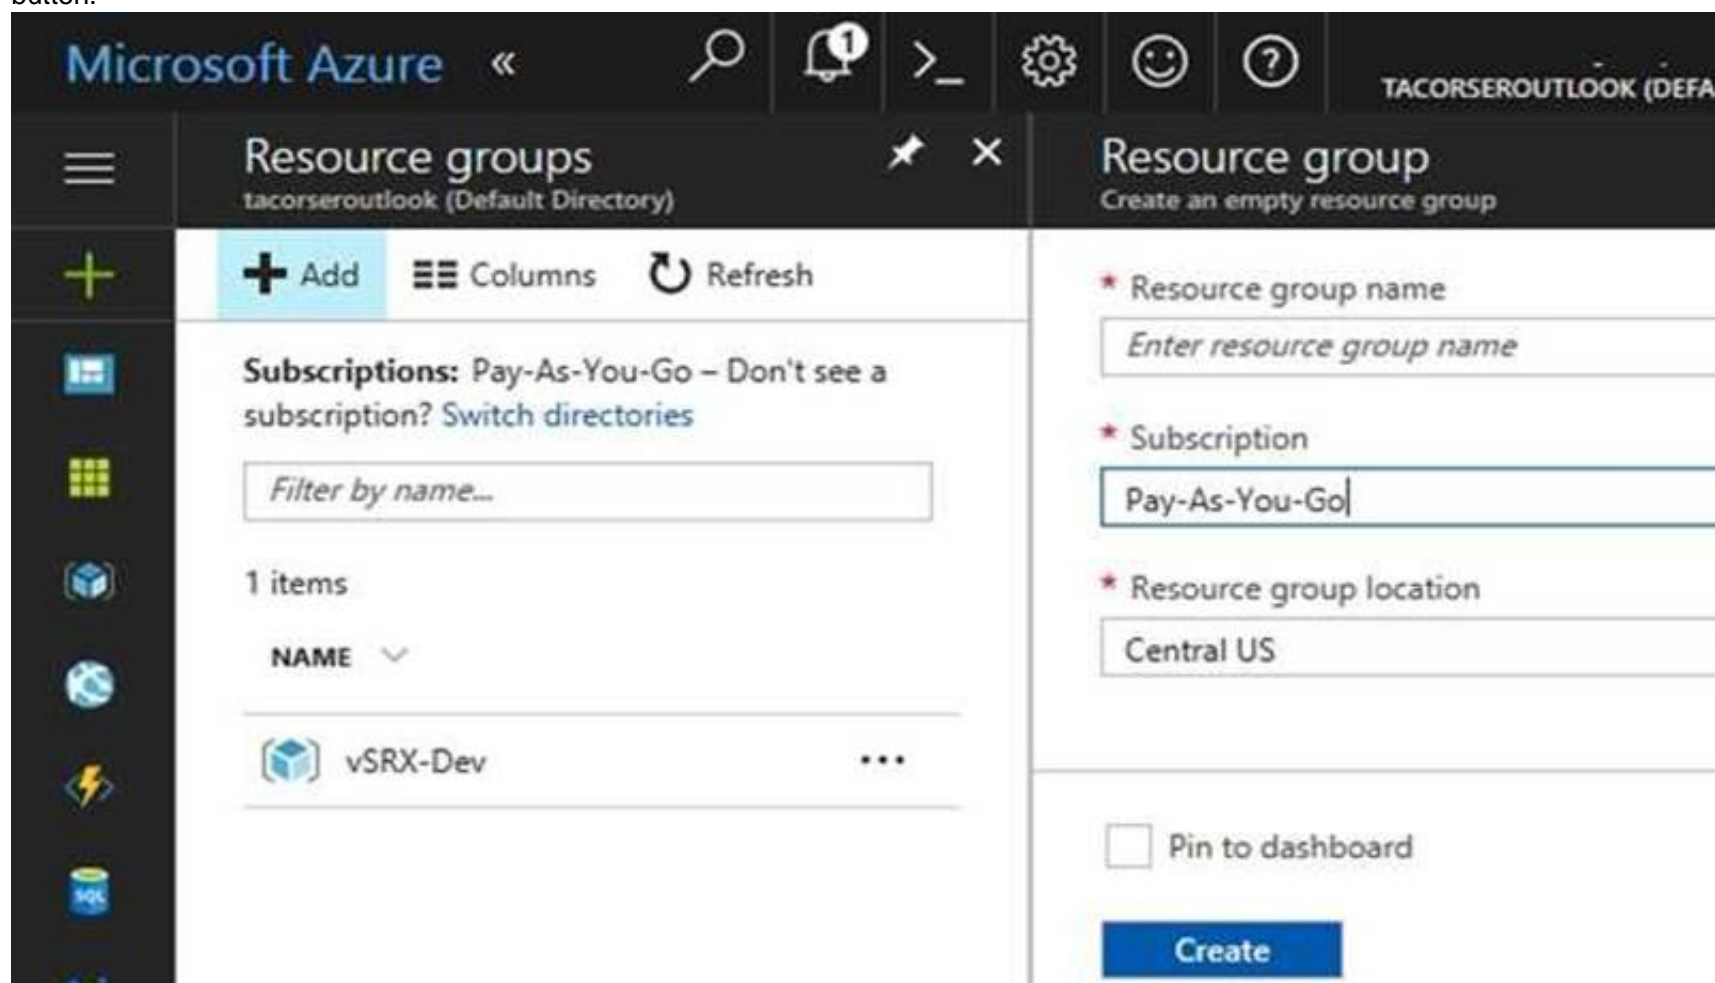 button.
Microsoft Azure «
1
>_
?
TACORSEROUTLOOK (DEFA
Resource groups
tacorseroutlook (Default Directory)
Resource group
Create an empty resource group
Add
Columns
Refresh
Subscriptions: Pay-As-You-Go – Don't see a
subscription? Switch directories
Filter by name...
1 items
NAME
vSRX-Dev
...
* Resource group name
Enter resource group name
* Subscription
Pay-As-You-Go
* Resource group location
Central US
Pin to dashboard
Create
SQL